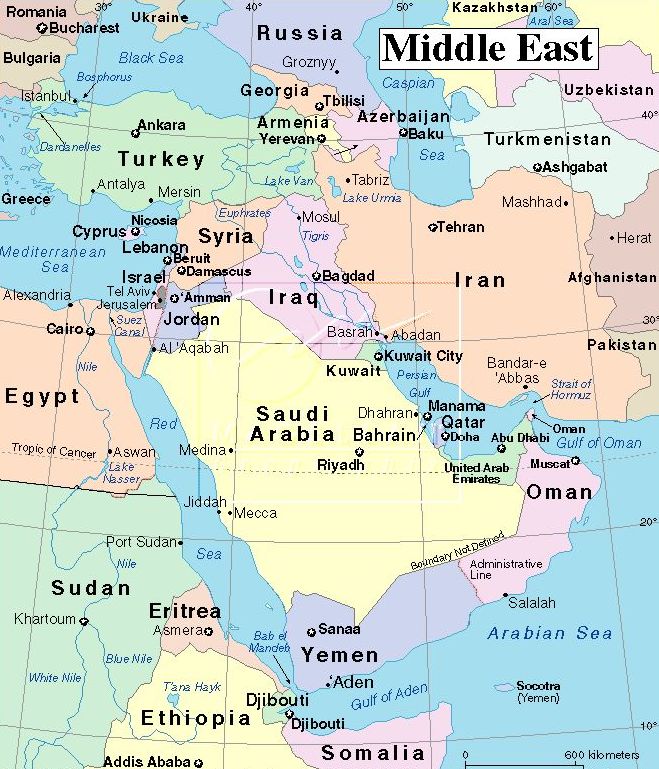 Middle East
Romania
Bucharest
Bulgaria
Ukraine
Black Sea
Bosphorus
Istanbul
Dardanelles
Russia
Groznyy
Georgia
Tbilisi
Armenia
Yerevan
Azerbaijan
Baku
Caspian
Sea
Kazakhstan
Aral Sea
Uzbekistan
Turkmenistan
Ashgabat
50°
60°
40°
Ankara
Turkey
Antalya
Mersin
Lake Van
Greece
Nicosia
Cyprus
Mediterranean
Sea
Lebanon
Beruit
Syria
Damascus
Euphrates
Mosul
Tigris
Tabriz
Lake Urmia
Tehran
Mashhad
Herat
Iran
Afghanistan
Israel
Tel Aviv
Jerusalem
'Amman
Jordan
Iraq
Bagdad
Basrah
Abadan
Alexandria
Cairo
Suez
Canal
Al 'Aqabah
Nile
Egypt
Kuwait
Kuwait City
Persian
Gulf
Bandar-e
'Abbas
Strait of
Hormuz
30°
Pakistan
Saudi
Arabia
Riyadh
Dhahran
Manama
Bahrain
Qatar
Doha
Abu Dhabi
United Arab
Emirates
Oman
Gulf of Oman
Muscat
Oman
Red
Sea
Tropic of Cancer
Aswan
Lake
Nasser
Medina
Jiddah
Mecca
Boundary Not Defined
Administrative
Line
20°
Port Sudan
Nile
Sudan
Khartoum
White Nile
Blue Nile
Eritrea
Asmera
T'ana Hayk
Ethiopia
Addis Ababa
Bab el
Mandeb
Sanaa
Yemen
'Aden
Gulf of Aden
Salalah
Arabian Sea
Socotra
(Yemen)
10°
Djibouti
Djibouti
Somalia
0
600 kilometers
30°
40°